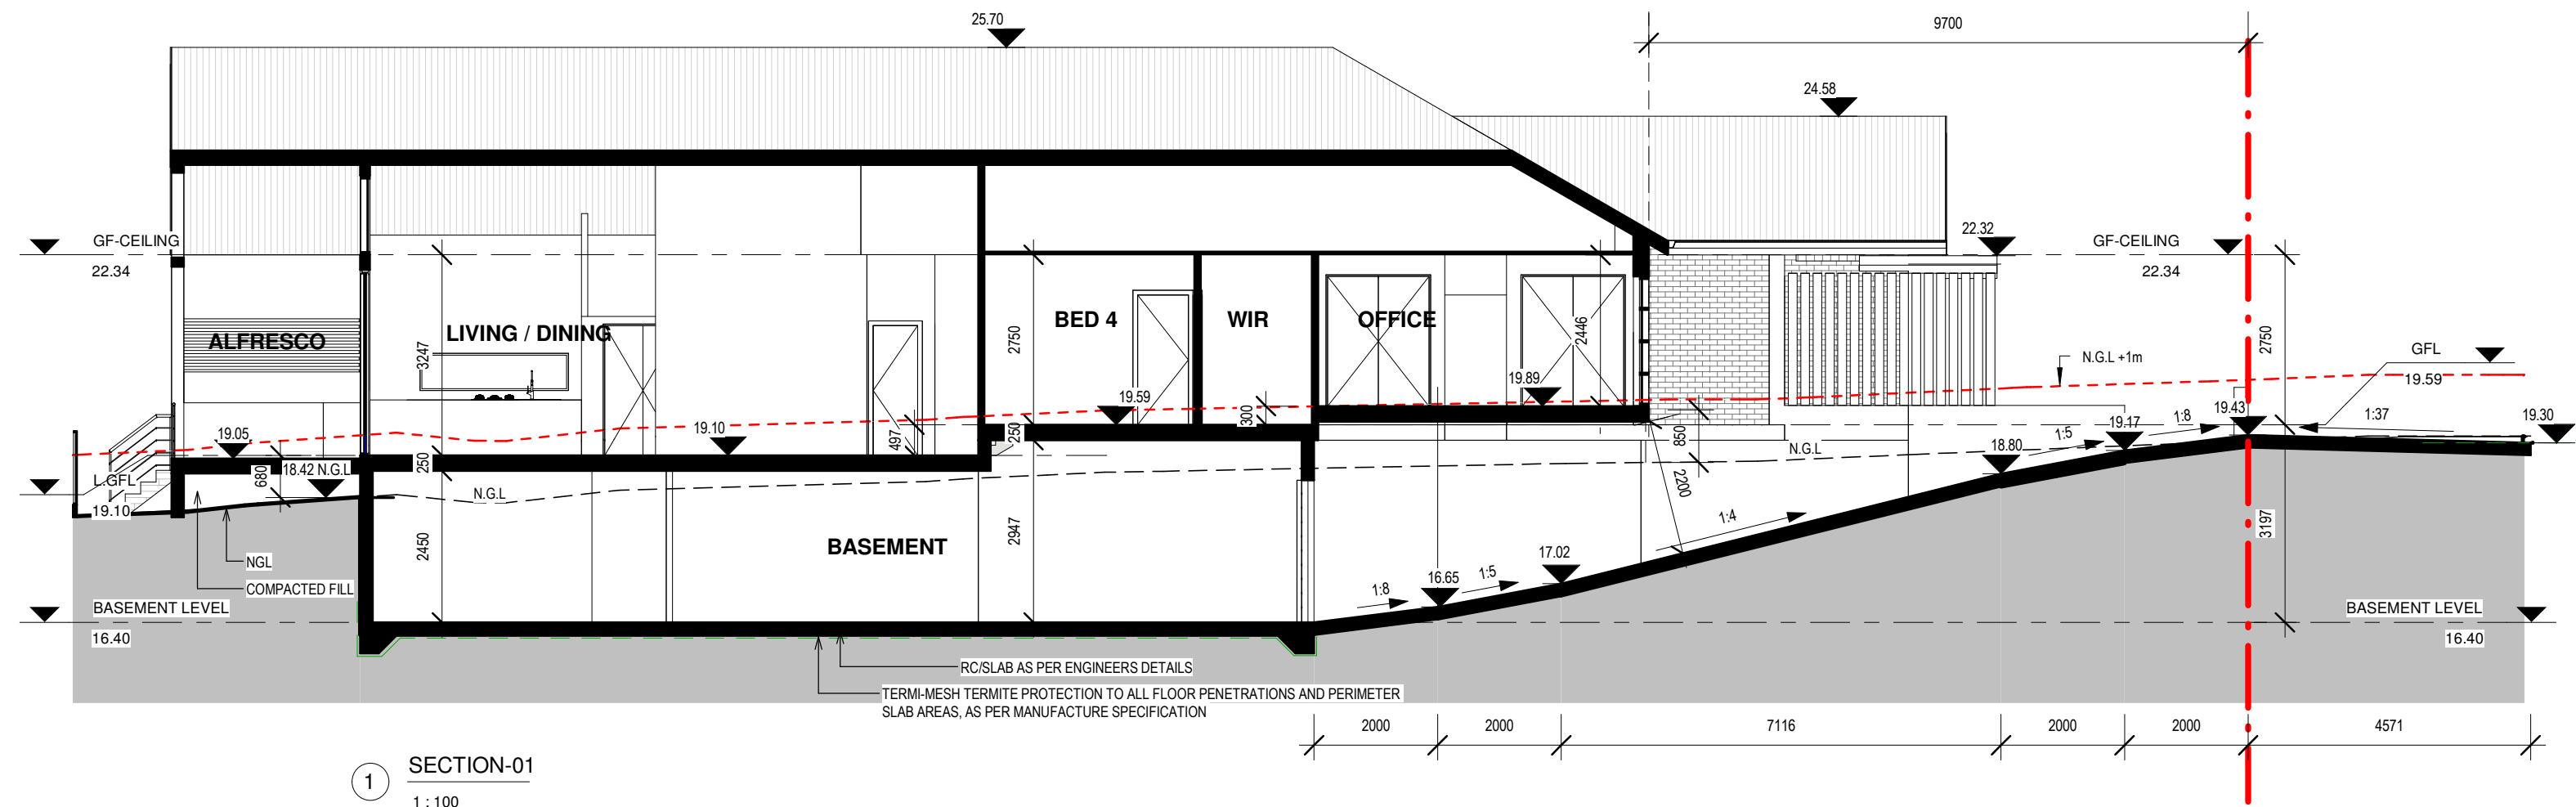 25.70
9700
24.58
22.32
GF-CEILING
22.34
GF-CEILING
22.34
ALFRESCO
LIVING / DINING
BED 4
WIR
OFFICE
3247
2750
2446
2750
N.G.L +1m
GFL
19.59
19.89
19.59
300
19.05
19.10
497
250
250
850
N.G.L
19.17
1:8
19.43
1:37
19.30
1:5
18.80
680
18.42 N.G.L
L.GFL
19.10
N.G.L
2200
1:4
2450
2947
3197
BASEMENT
NGL
COMPACTED FILL
17.02
1:5
16.65
1:8
BASEMENT LEVEL
16.40
BASEMENT LEVEL
16.40
RC/SLAB AS PER ENGINEERS DETAILS
TERMI-MESH TERMITE PROTECTION TO ALL FLOOR PENETRATIONS AND PERIMETER
SLAB AREAS, AS PER MANUFACTURE SPECIFICATION
2000
2000
7116
2000
2000
4571
1
SECTION-01
1 : 100